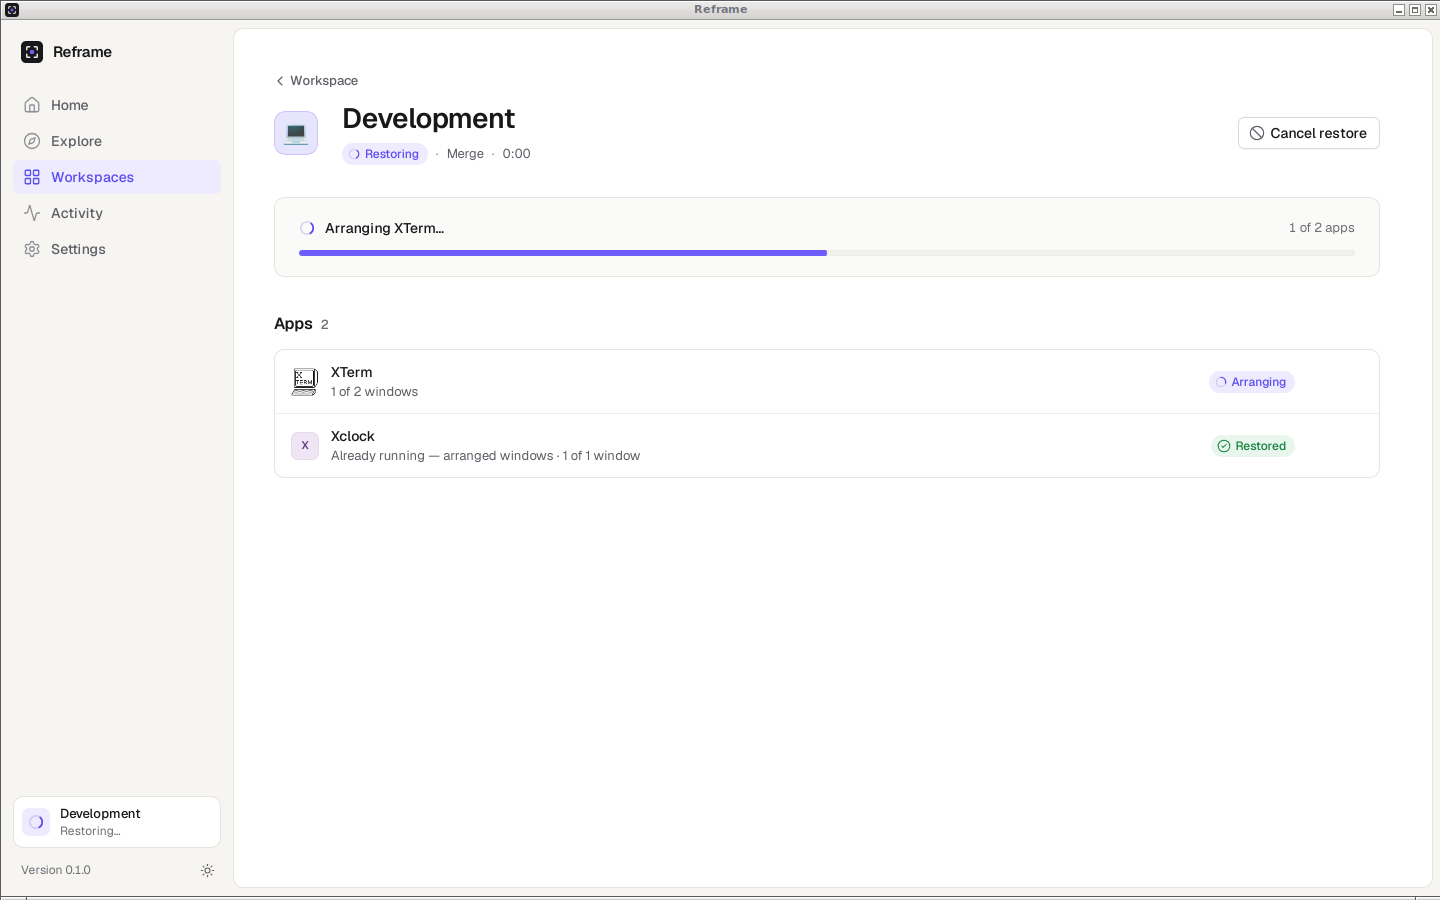 Reframe
Reframe
Home
Explore
Workspaces
Activity
Settings
Workspace
Development
Restoring · Merge · 0:00
Cancel restore
Arranging XTerm...
1 of 2 apps
Apps 2
XTerm
1 of 2 windows
Arranging
X
Xclock
Already running — arranged windows · 1 of 1 window
Restored
Development
Restoring...
Version 0.1.0